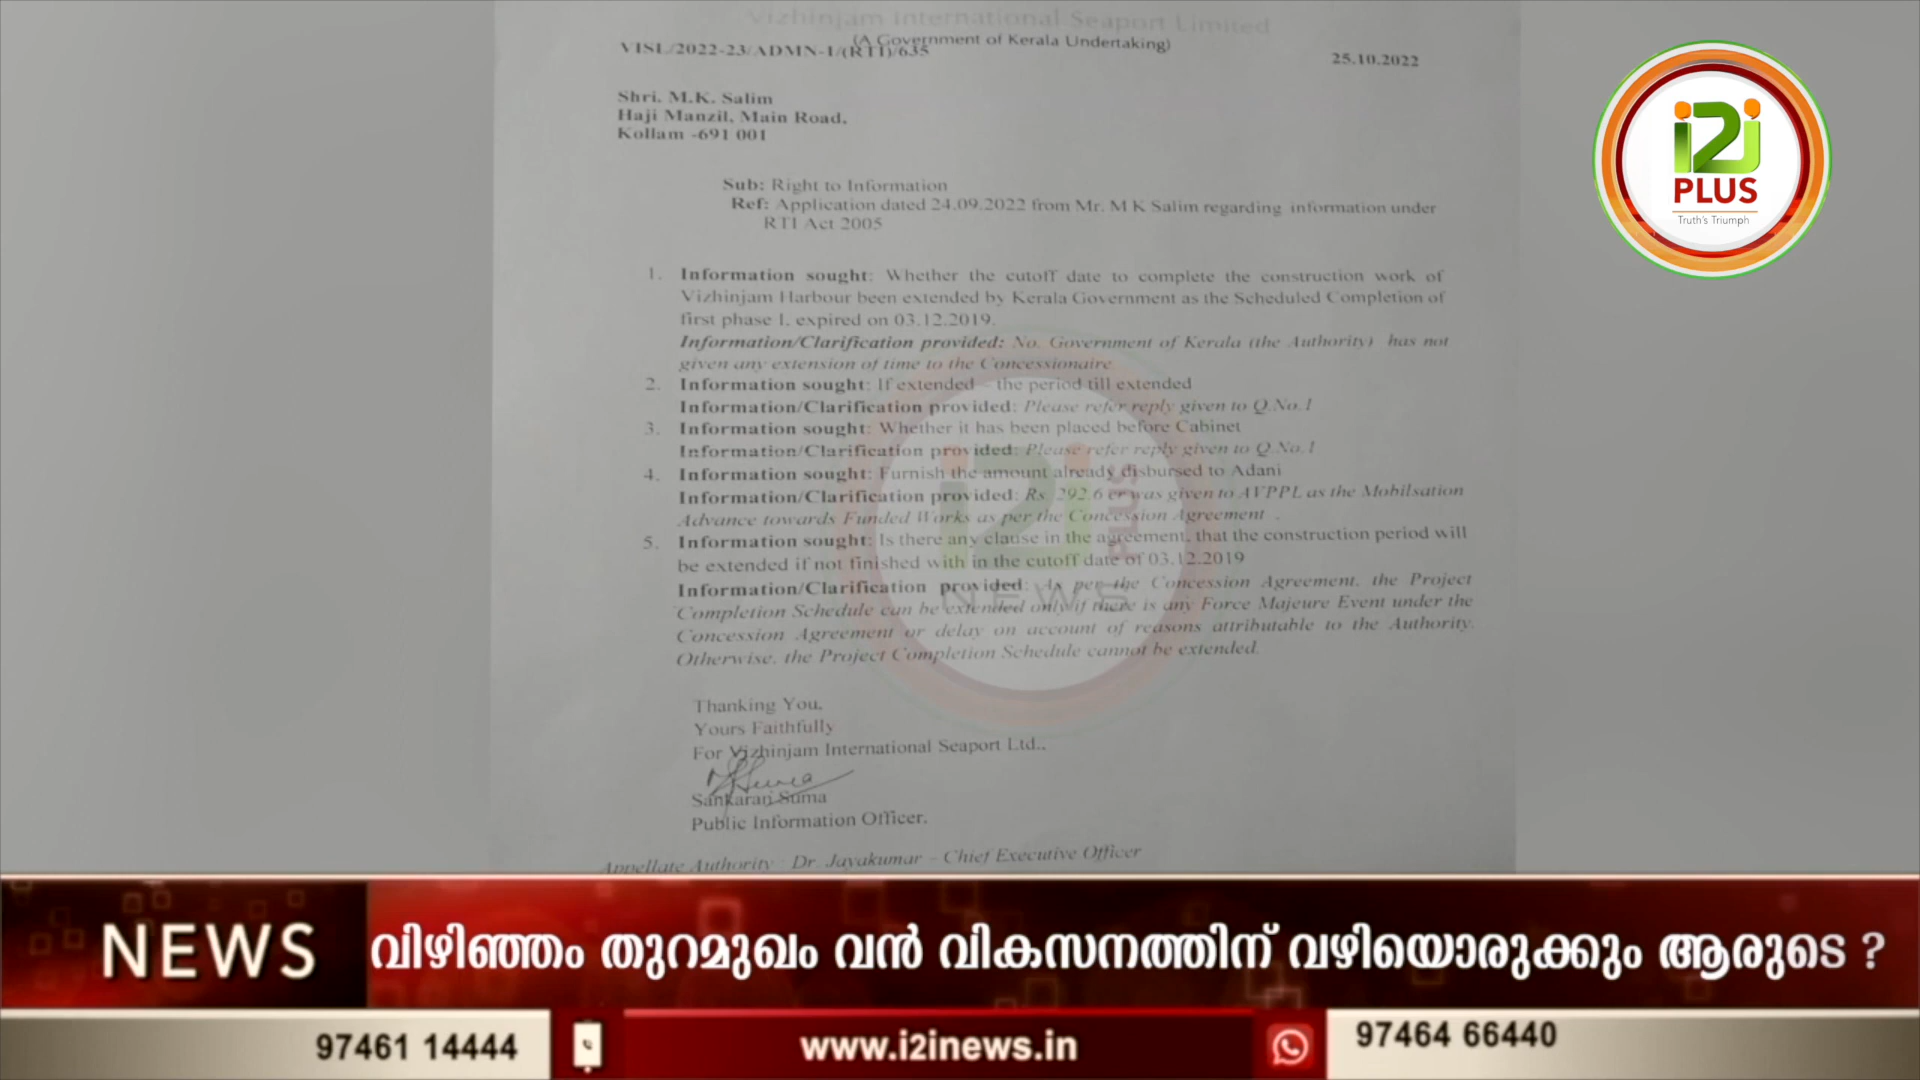 Vizhinjam International Seaport Limited
(A Government of Kerala Undertaking)
VISL/2022-23/ADMN-1/(RTI)/635
25.10.2022
Shri. M.K. Salim
Haji Manzil, Main Road,
Kollam -691 001
Sub: Right to Information
Ref: Application dated 24.09.2022 from Mr. M K Salim regarding information under
RTI Act 2005
1. Information sought: Whether the cutoff date to complete the construction work of
Vizhinjam Harbour been extended by Kerala Government as the Scheduled Completion of
first phase 1, expired on 03.12.2019.
Information/Clarification provided: No. Government of Kerala (the Authority) has not
given any extension of time to the Concessionaire
2. Information sought: If extended – the period till extended
Information/Clarification provided: Please refer reply given to Q.No.1
3. Information sought: Whether it has been placed before Cabinet
Information/Clarification provided: Please refer reply given to Q.No.1
4. Information sought: Furnish the amount already disbursed to Adani
Information/Clarification provided: Rs. 292.6 cr was given to AVPPL as the Mobilsation
Advance towards Funded Works as per the Concession Agreement .
5. Information sought: Is there any clause in the agreement, that the construction period will
be extended if not finished with in the cutoff date of 03.12.2019
Information/Clarification provided: As per the Concession Agreement, the Project
Completion Schedule can be extended only if there is any Force Majeure Event under the
Concession Agreement or delay on account of reasons attributable to the Authority.
Otherwise, the Project Completion Schedule cannot be extended.
Thanking You,
Yours Faithfully
For Vizhinjam International Seaport Ltd.,
Sankaran Suma
Public Information Officer.
Appellate Authority : Dr. Jayakumar – Chief Executive Officer
i2i
PLUS
Truth's Triumph
i2i PLUS
NEWS
NEWS
വിഴിഞ്ഞം തുറമുഖം വൻ വികസനത്തിന് വഴിയൊരുക്കും ആരുടെ ?
97461 14444
www.i2inews.in
97464 66440